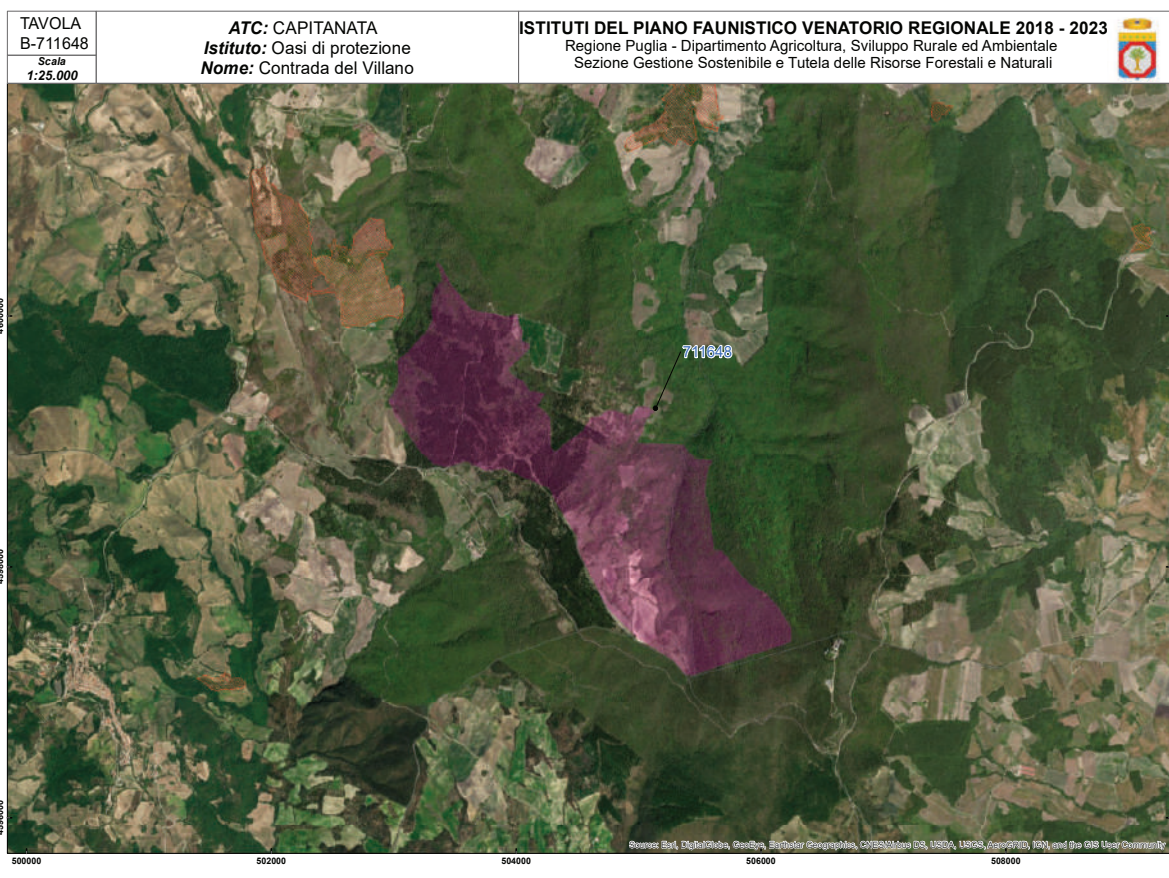 TAVOLA
B-711648
Scala
1:25.000
ATC: CAPITANATA
Istituto: Oasi di protezione
Nome: Contrada del Villano
ISTITUTI DEL PIANO FAUNISTICO VENATORIO REGIONALE 2018 - 2023
Regione Puglia - Dipartimento Agricoltura, Sviluppo Rurale ed Ambientale
Sezione Gestione Sostenibile e Tutela delle Risorse Forestali e Naturali
711648
Source: Esri, DigitalGlobe, GeoEye, Earthstar Geographics, CNES/Airbus DS, USDA, USGS, AeroGRID, IGN, and the GIS User Community
500000
502000
504000
506000
508000